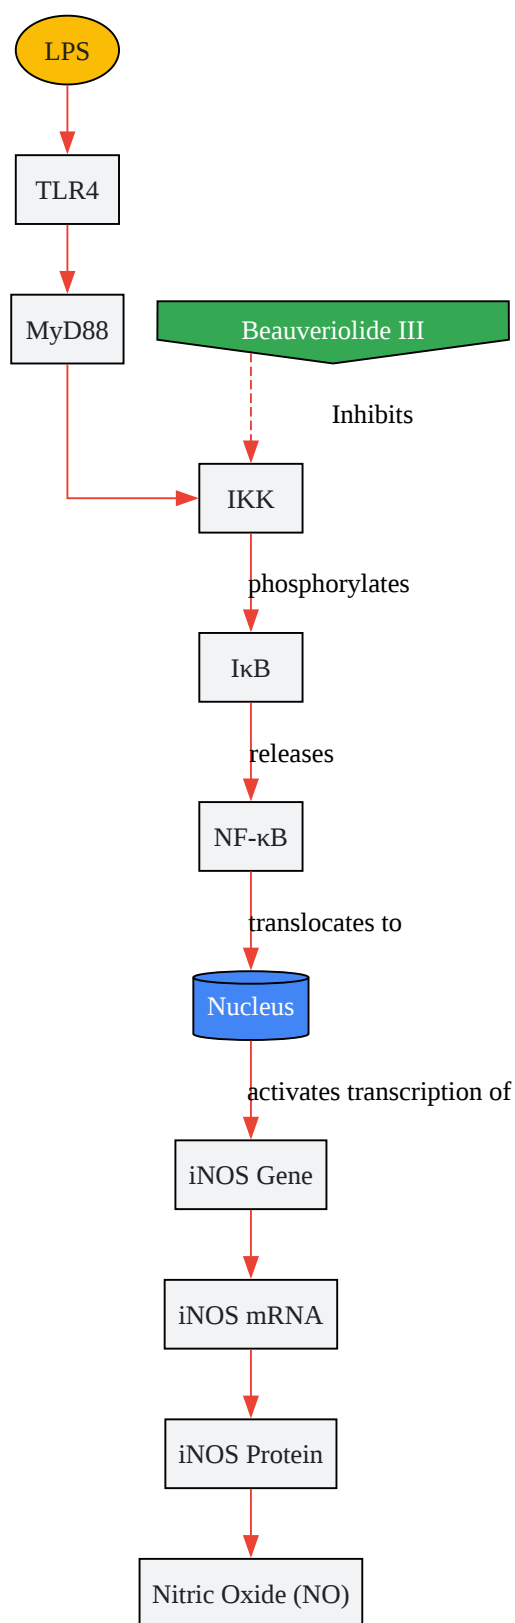 LPS
TLR4
MyD88
Beauveriolide III
Inhibits
IKK
phosphorylates
IκB
releases
NF-κB
translocates to
Nucleus
activates transcription of
iNOS Gene
iNOS mRNA
iNOS Protein
Nitric Oxide (NO)